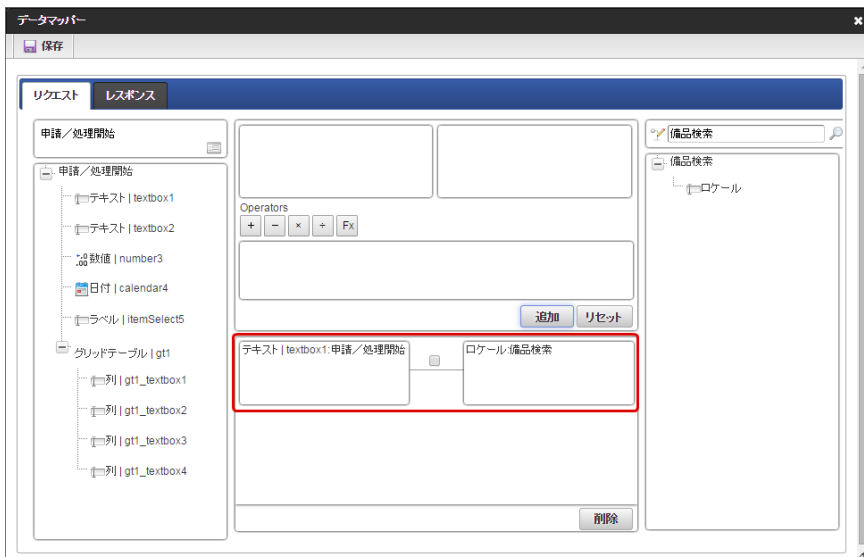 データマッパー
保存
リクエスト
レスポンス
申請／処理開始
申請／処理開始
テキスト | textbox1
テキスト | textbox2
数値 | number3
日付 | calendar4
ラベル | itemSelect5
グリッドテーブル | gt1
列 | gt1_textbox1
列 | gt1_textbox2
列 | gt1_textbox3
列 | gt1_textbox4
Operators
+ − × ÷ Fx
追加
リセット
テキスト | textbox1:申請／処理開始
ロケール:備品検索
削除
備品検索
備品検索
ロケール